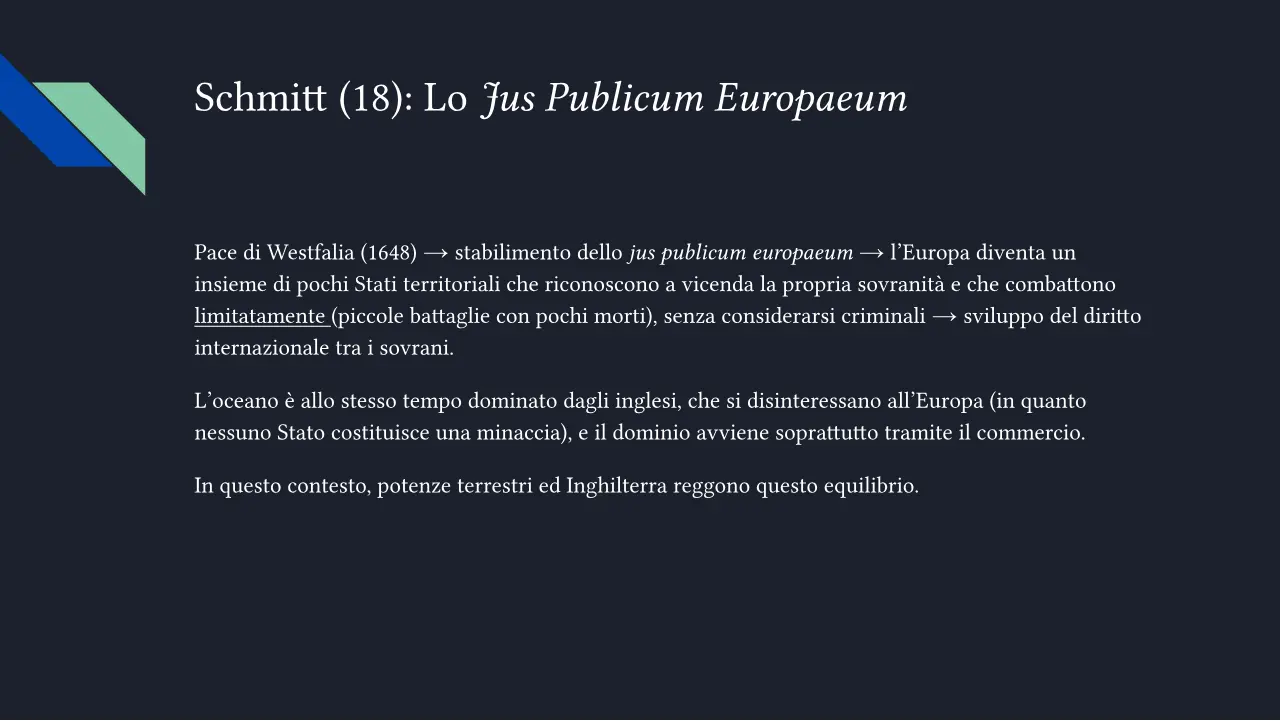 Schmitt (18): Lo Jus Publicum Europaeum
Pace di Westfalia (1648) → stabilimento dello jus publicum europaeum → l’Europa diventa un
insieme di pochi Stati territoriali che riconoscono a vicenda la propria sovranità e che combattono
limitatamente (piccole battaglie con pochi morti), senza considerarsi criminali → sviluppo del diritto
internazionale tra i sovrani.
L’oceano è allo stesso tempo dominato dagli inglesi, che si disinteressano all’Europa (in quanto
nessuno Stato costituisce una minaccia), e il dominio avviene soprattutto tramite il commercio.
In questo contesto, potenze terrestri ed Inghilterra reggono questo equilibrio.